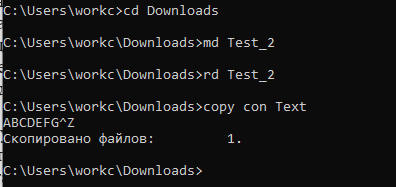 C:\Users\workc>cd Downloads
C:\Users\workc\Downloads>md Test_2
C:\Users\workc\Downloads>rd Test_2
C:\Users\workc\Downloads>copy con Text
ABCDEFG^Z
Скопировано файлов:         1.
C:\Users\workc\Downloads>